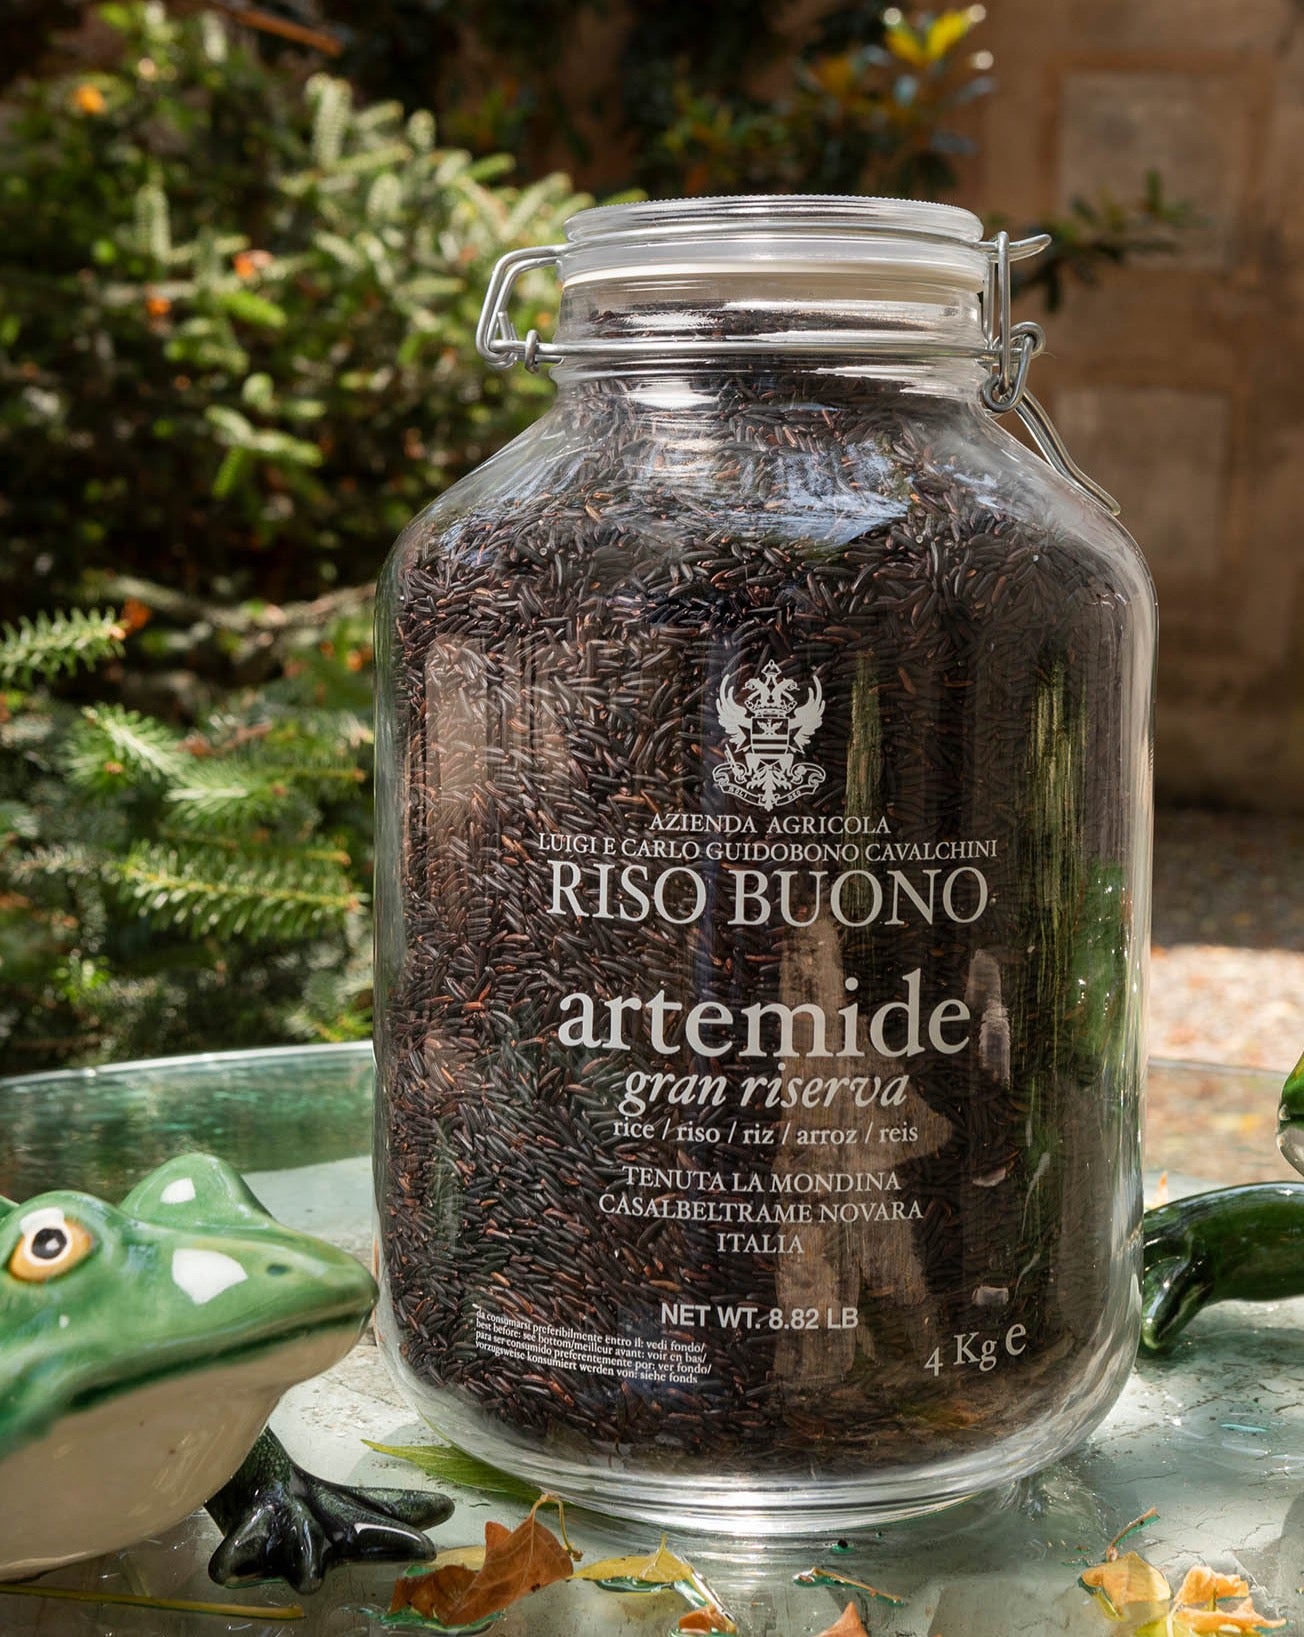 AZIENDA AGRICOLA
LUIGI E CARLO GUIDOBONO CAVALCHINI
RISO BUONO
artemide
gran riserva
rice / riso / riz / arroz / reis
TENUTA LA MONDINA
CASALBELTRAME NOVARA
ITALIA
NET WT. 8.82 LB
4 Kg e
da consumarsi preferibilmente entro il: vedi fondo/
best before: see bottom/meilleur avant: voir en bas/
para ser consumido preferentemente por: ver fondo/
vorzugsweise konsumiert werden von: siehe fonds